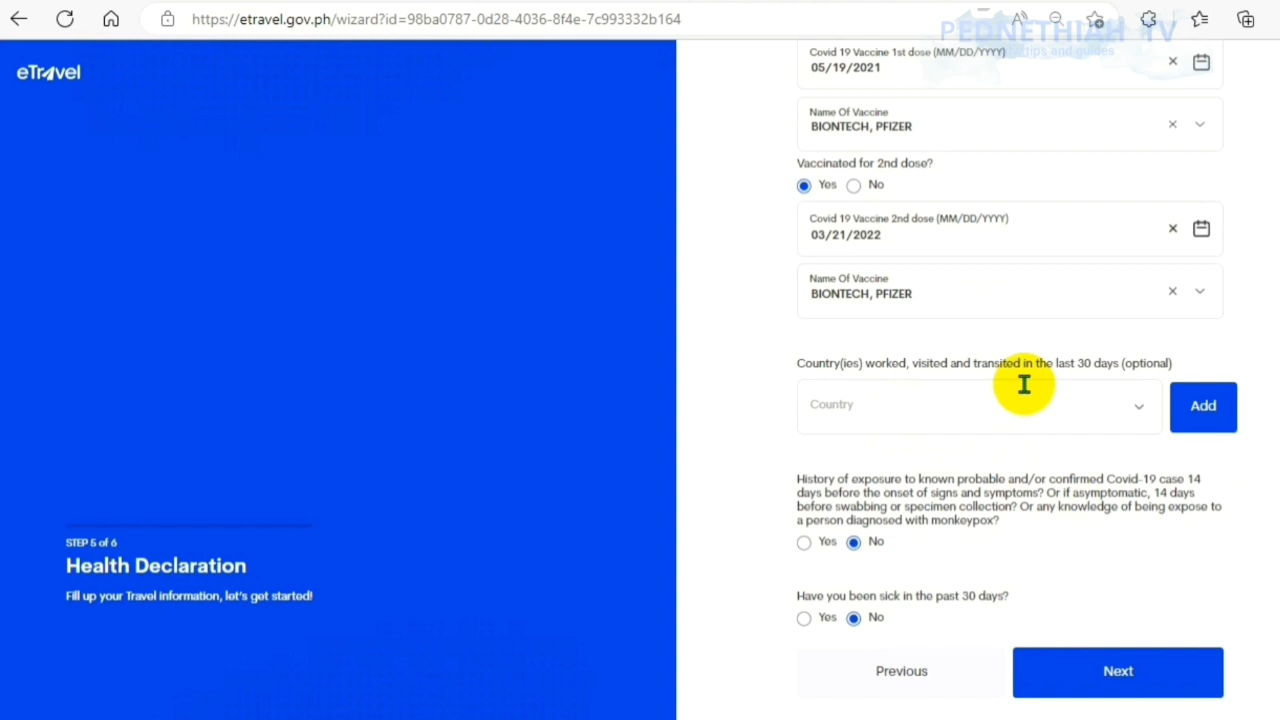 https://etravel.gov.ph/wizard?id=98ba0787-0d28-4036-8f4e-7c993332b164
PEDNETHIAH TV
tips and guides
eTravel
Covid 19 Vaccine 1st dose (MM/DD/YYYY)
05/19/2021
Name Of Vaccine
BIONTECH, PFIZER
Vaccinated for 2nd dose?
Yes No
Covid 19 Vaccine 2nd dose (MM/DD/YYYY)
03/21/2022
Name Of Vaccine
BIONTECH, PFIZER
Country(ies) worked, visited and transited in the last 30 days (optional)
Country
Add
History of exposure to known probable and/or confirmed Covid-19 case 14
days before the onset of signs and symptoms? Or if asymptomatic, 14 days
before swabbing or specimen collection? Or any knowledge of being expose to
a person diagnosed with monkeypox?
Yes No
STEP 5 of 6
Health Declaration
Fill up your Travel information, let's get started!
Have you been sick in the past 30 days?
Yes No
Previous
Next